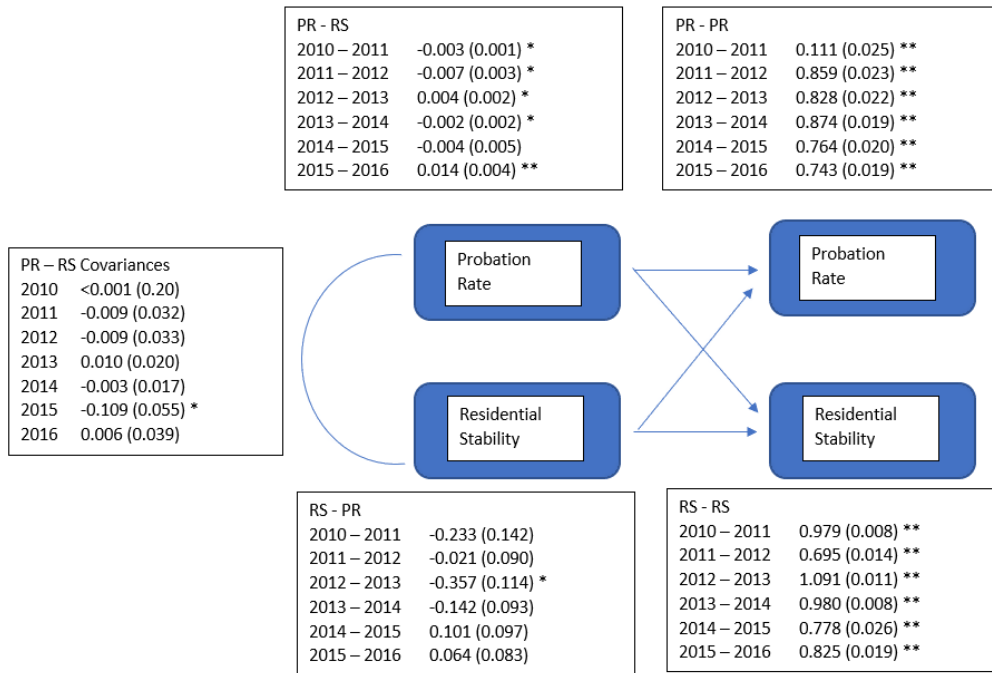 PR - RS
2010 – 2011 -0.003 (0.001) *
2011 – 2012 -0.007 (0.003) *
2012 – 2013 0.004 (0.002) *
2013 – 2014 -0.002 (0.002) *
2014 – 2015 -0.004 (0.005)
2015 – 2016 0.014 (0.004) **
PR - PR
2010 – 2011 0.111 (0.025) **
2011 – 2012 0.859 (0.023) **
2012 – 2013 0.828 (0.022) **
2013 – 2014 0.874 (0.019) **
2014 – 2015 0.764 (0.020) **
2015 – 2016 0.743 (0.019) **
PR – RS Covariances
2010 <0.001 (0.20)
2011 -0.009 (0.032)
2012 -0.009 (0.033)
2013 0.010 (0.020)
2014 -0.003 (0.017)
2015 -0.109 (0.055) *
2016 0.006 (0.039)
Probation
Rate
Probation
Rate
Residential
Stability
Residential
Stability
RS - PR
2010 – 2011 -0.233 (0.142)
2011 – 2012 -0.021 (0.090)
2012 – 2013 -0.357 (0.114) *
2013 – 2014 -0.142 (0.093)
2014 – 2015 0.101 (0.097)
2015 – 2016 0.064 (0.083)
RS - RS
2010 – 2011 0.979 (0.008) **
2011 – 2012 0.695 (0.014) **
2012 – 2013 1.091 (0.011) **
2013 – 2014 0.980 (0.008) **
2014 – 2015 0.778 (0.026) **
2015 – 2016 0.825 (0.019) **